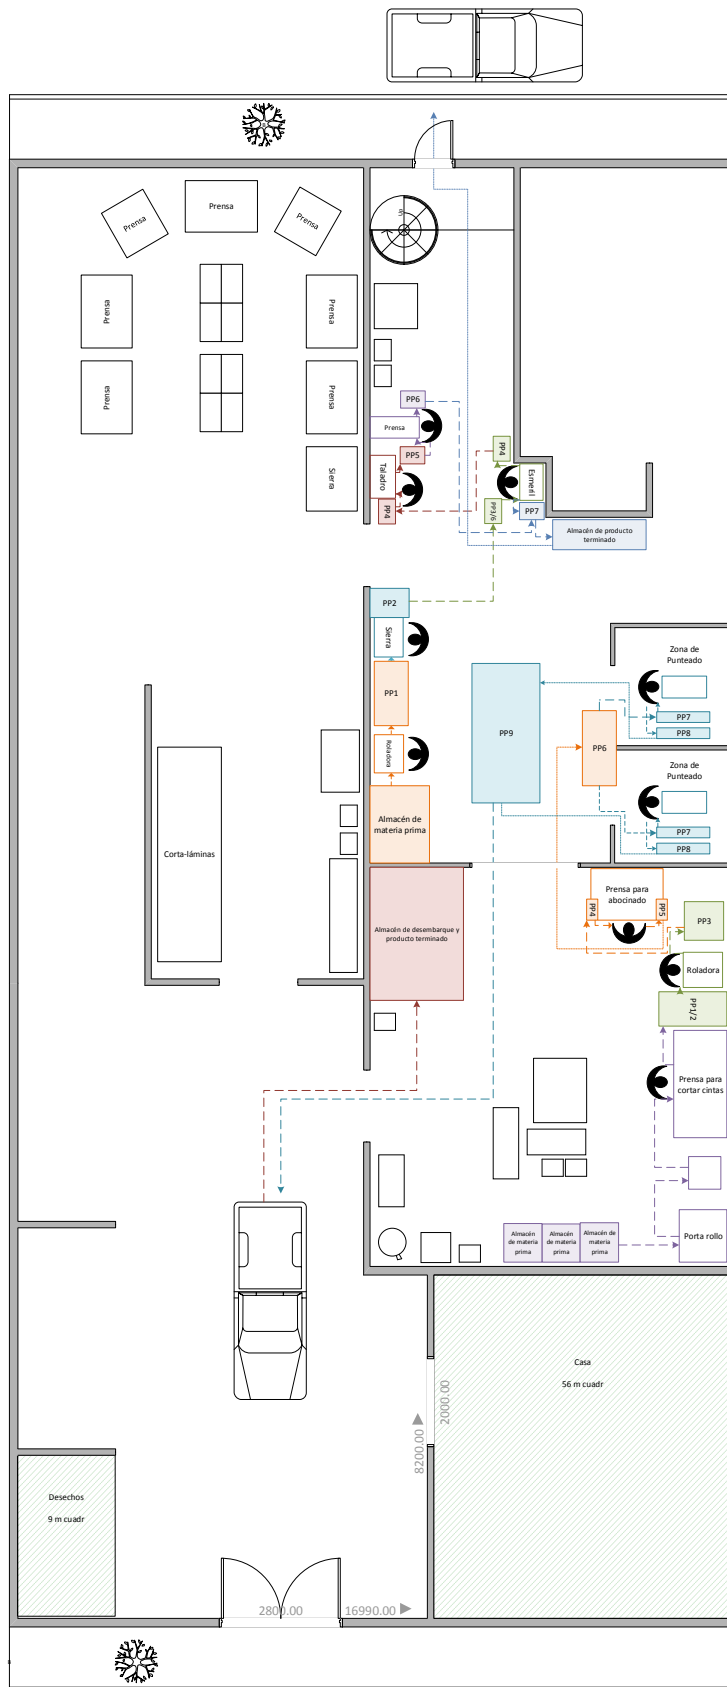 Prensa
Prensa
Prensa
Prensa
Prensa
Prensa
Prensa
Sierra
PP6
Prensa
PP5
Taladro
PP4
PP4
Esmeril
PP3/6
PP7
Almacén de producto
terminado
PP2
Sierra
PP1
Roladora
Almacén de
materia prima
PP9
PP6
Zona de
Punteado
PP7
PP8
Zona de
Punteado
PP7
PP8
Corta-láminas
Almacén de desembarque y
producto terminado
Prensa para
abocinado
PP4
PP5
PP3
Roladora
PP1/2
Prensa para
cortar cintas
Porta rollo
Almacén
de materia
prima
Almacén
de materia
prima
Almacén de
materia
prima
Casa
56 m cuadr
2000.00
8200.00
Desechos
9 m cuadr
2800.00
16990.00